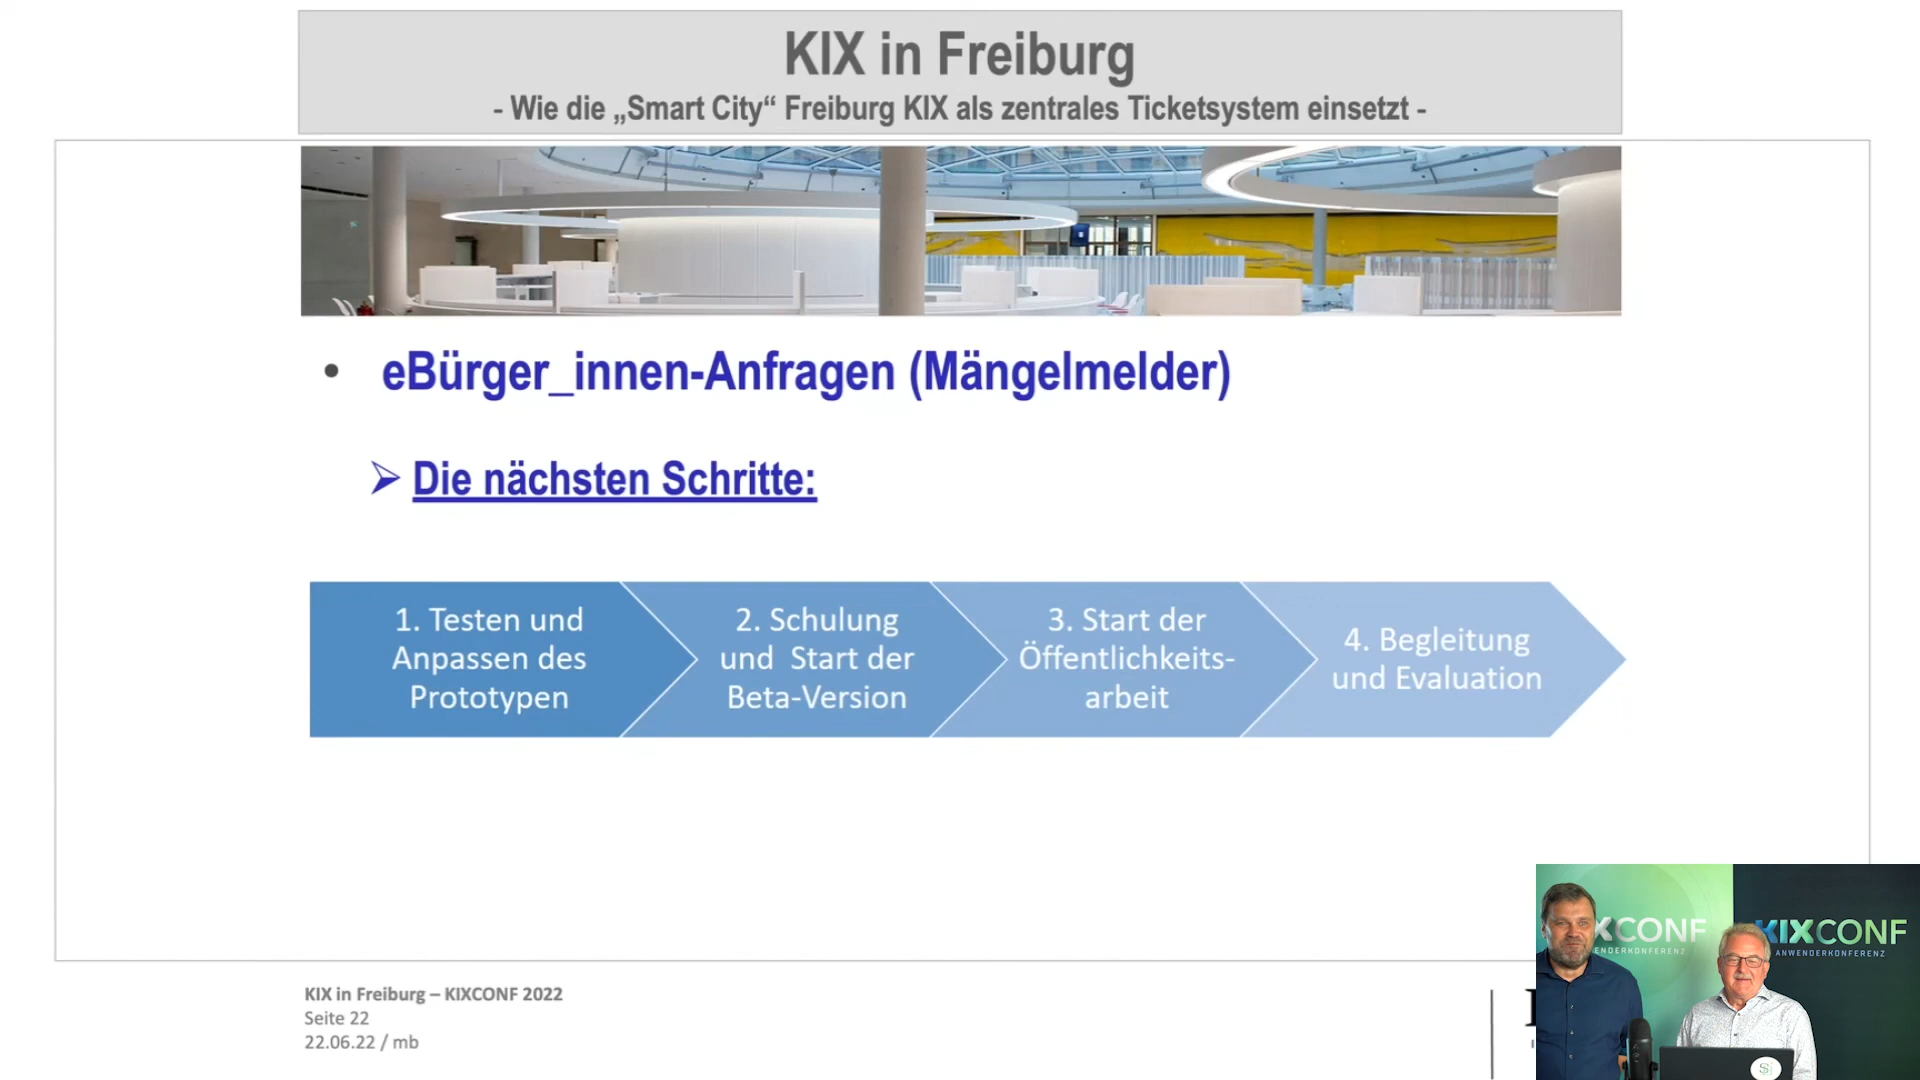 KIX in Freiburg
- Wie die „Smart City“ Freiburg KIX als zentrales Ticketsystem einsetzt -
• eBürger_innen-Anfragen (Mängelmelder)
➢ Die nächsten Schritte:
1. Testen und
Anpassen des
Prototypen
2. Schulung
und  Start der
Beta-Version
3. Start der
Öffentlichkeits-
arbeit
4. Begleitung
und Evaluation
KIX in Freiburg – KIXCONF 2022
Seite 22
22.06.22 / mb
XCONF
ENDERKONFERENZ
KIXCONF
ANWENDERKONFERENZ